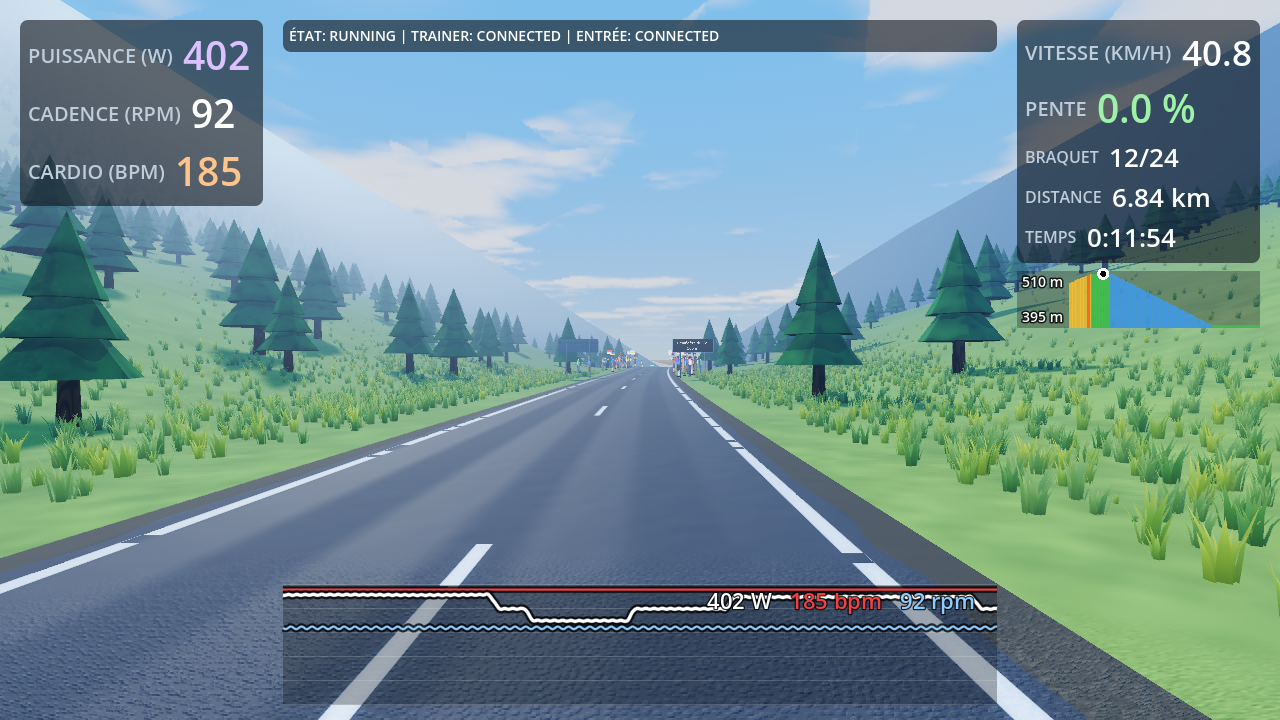 PUISSANCE (W) 402
CADENCE (RPM) 92
CARDIO (BPM) 185
ÉTAT: RUNNING | TRAINER: CONNECTED | ENTRÉE: CONNECTED
VITESSE (KM/H) 40.8
PENTE 0.0 %
BRAQUET 12/24
DISTANCE 6.84 km
TEMPS 0:11:54
510 m
395 m
402 W 185 bpm 92 rpm